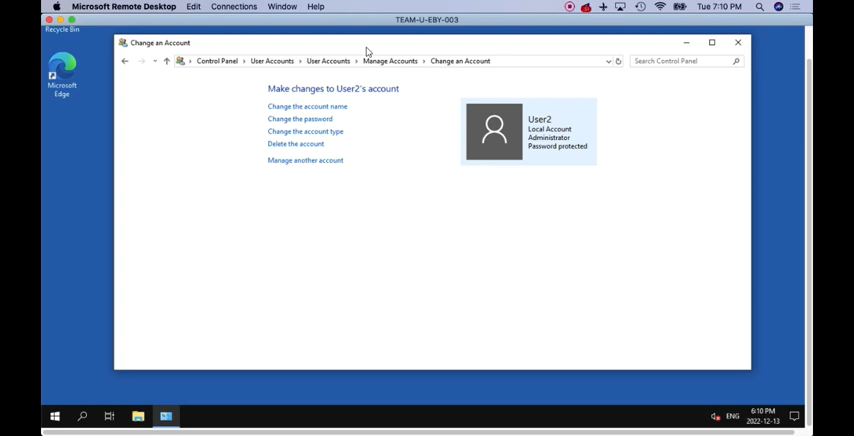 Microsoft Remote Desktop Edit Connections Window Help Tue 7:10 PM
TEAM-U-EBY-003
Recycle Bin
Change an Account
Control Panel > User Accounts > User Accounts > Manage Accounts > Change an Account
Search Control Panel
Microsoft
Edge
Make changes to User2's account
Change the account name
Change the password
Change the account type
Delete the account
Manage another account
User2
Local Account
Administrator
Password protected
ENG
6:10 PM
2022-12-13